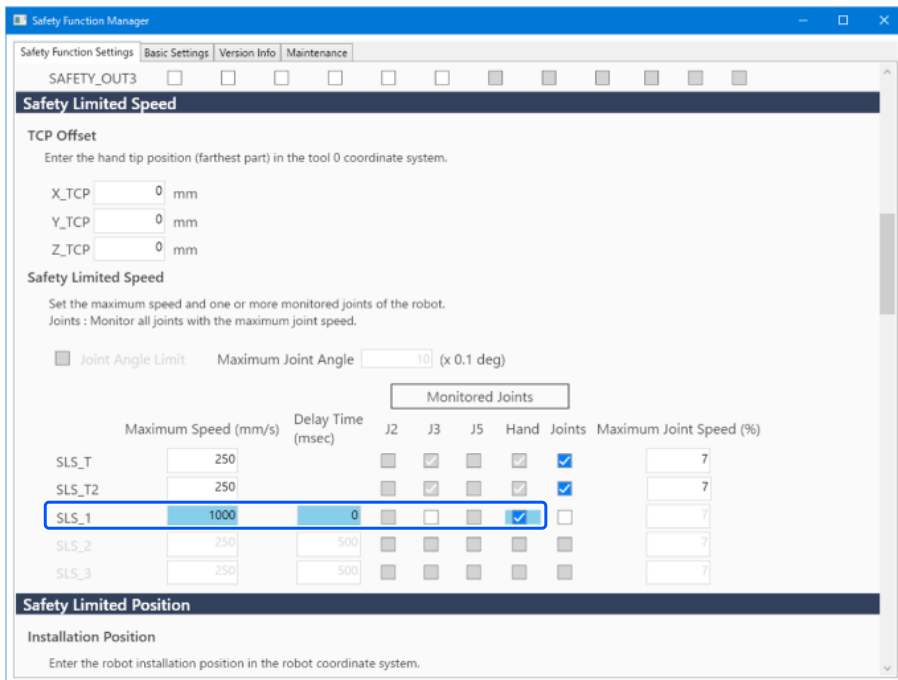 Safety Function Manager
Safety Function Settings Basic Settings Version Info Maintenance
SAFETY_OUT3
Safety Limited Speed
TCP Offset
Enter the hand tip position (farthest part) in the tool 0 coordinate system.
X_TCP 0 mm
Y_TCP 0 mm
Z_TCP 0 mm
Safety Limited Speed
Set the maximum speed and one or more monitored joints of the robot.
Joints : Monitor all joints with the maximum joint speed.
Joint Angle Limit Maximum Joint Angle 10 (x 0.1 deg)
Monitored Joints
Maximum Speed (mm/s) Delay Time (msec) J2 J3 J5 Hand Joints Maximum Joint Speed (%)
SLS_T 250 7
SLS_T2 250 7
SLS_1 1000 0 7
SLS_2 250 500 7
SLS_3 250 500 7
Safety Limited Position
Installation Position
Enter the robot installation position in the robot coordinate system.